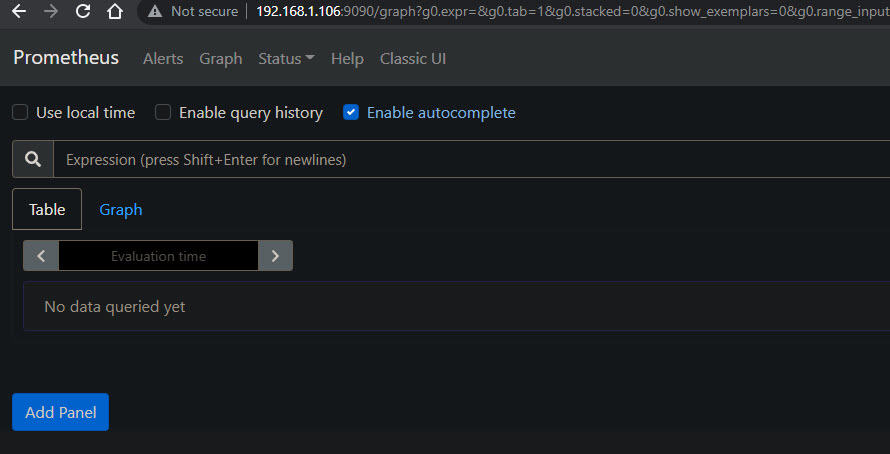 Not secure 192.168.1.106:9090/graph?g0.expr=&g0.tab=1&g0.stacked=0&g0.show_exemplars=0&g0.range_input
Prometheus Alerts Graph Status Help Classic UI
Use local time Enable query history Enable autocomplete
Expression (press Shift+Enter for newlines)
Table Graph
Evaluation time
No data queried yet
Add Panel